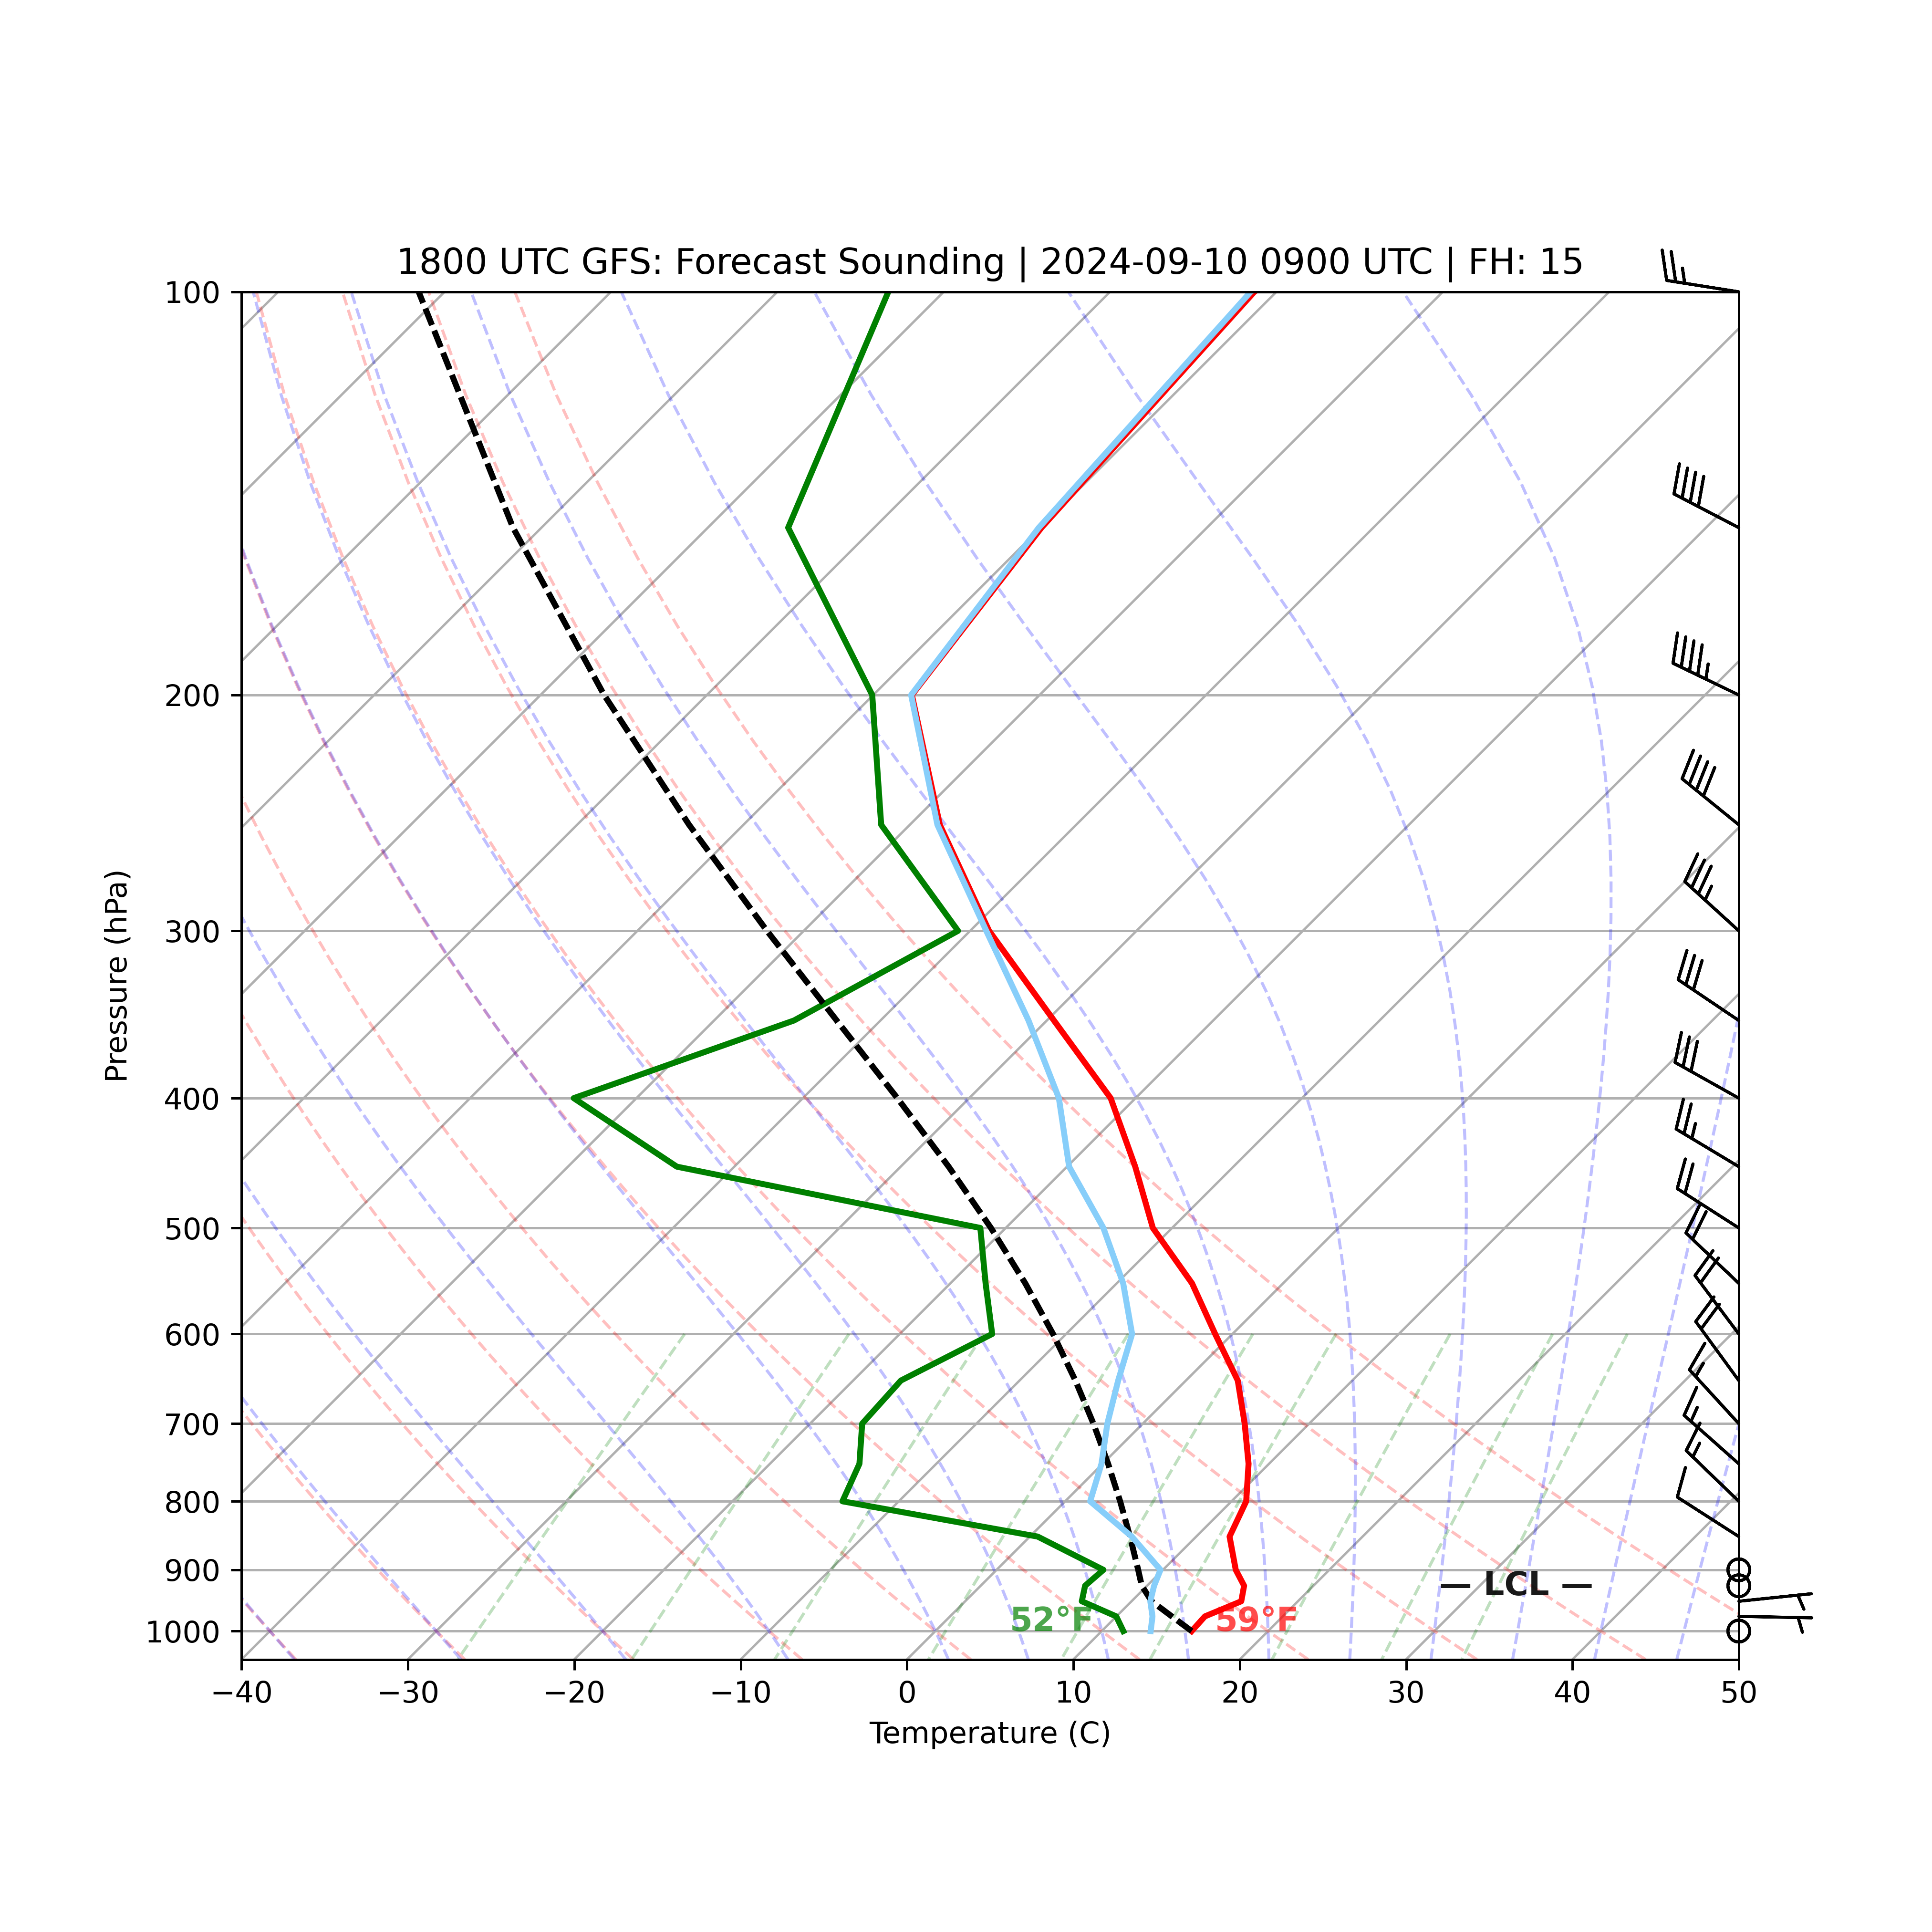 1800 UTC GFS: Forecast Sounding | 2024-09-10 0900 UTC | FH: 15
100
200
300
400
500
600
700
800
900
1000
Pressure (hPa)
— LCL —
52°F
59°F
−40 −30 −20 −10 0 10 20 30 40 50
Temperature (C)